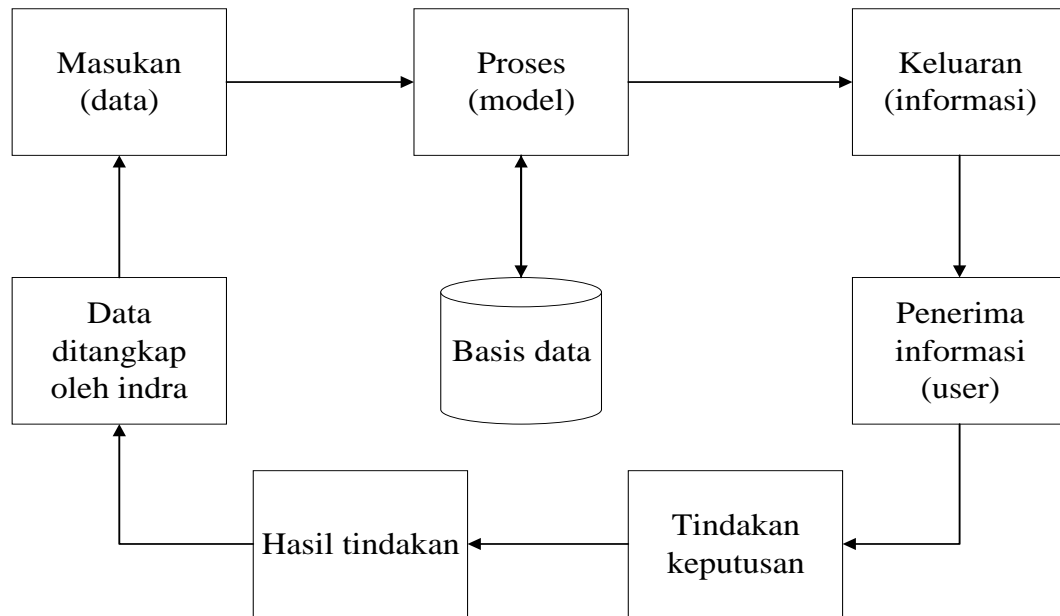 Masukan
(data)
Proses
(model)
Keluaran
(informasi)
Data
ditangkap
oleh indra
Basis data
Penerima
informasi
(user)
Hasil tindakan
Tindakan
keputusan